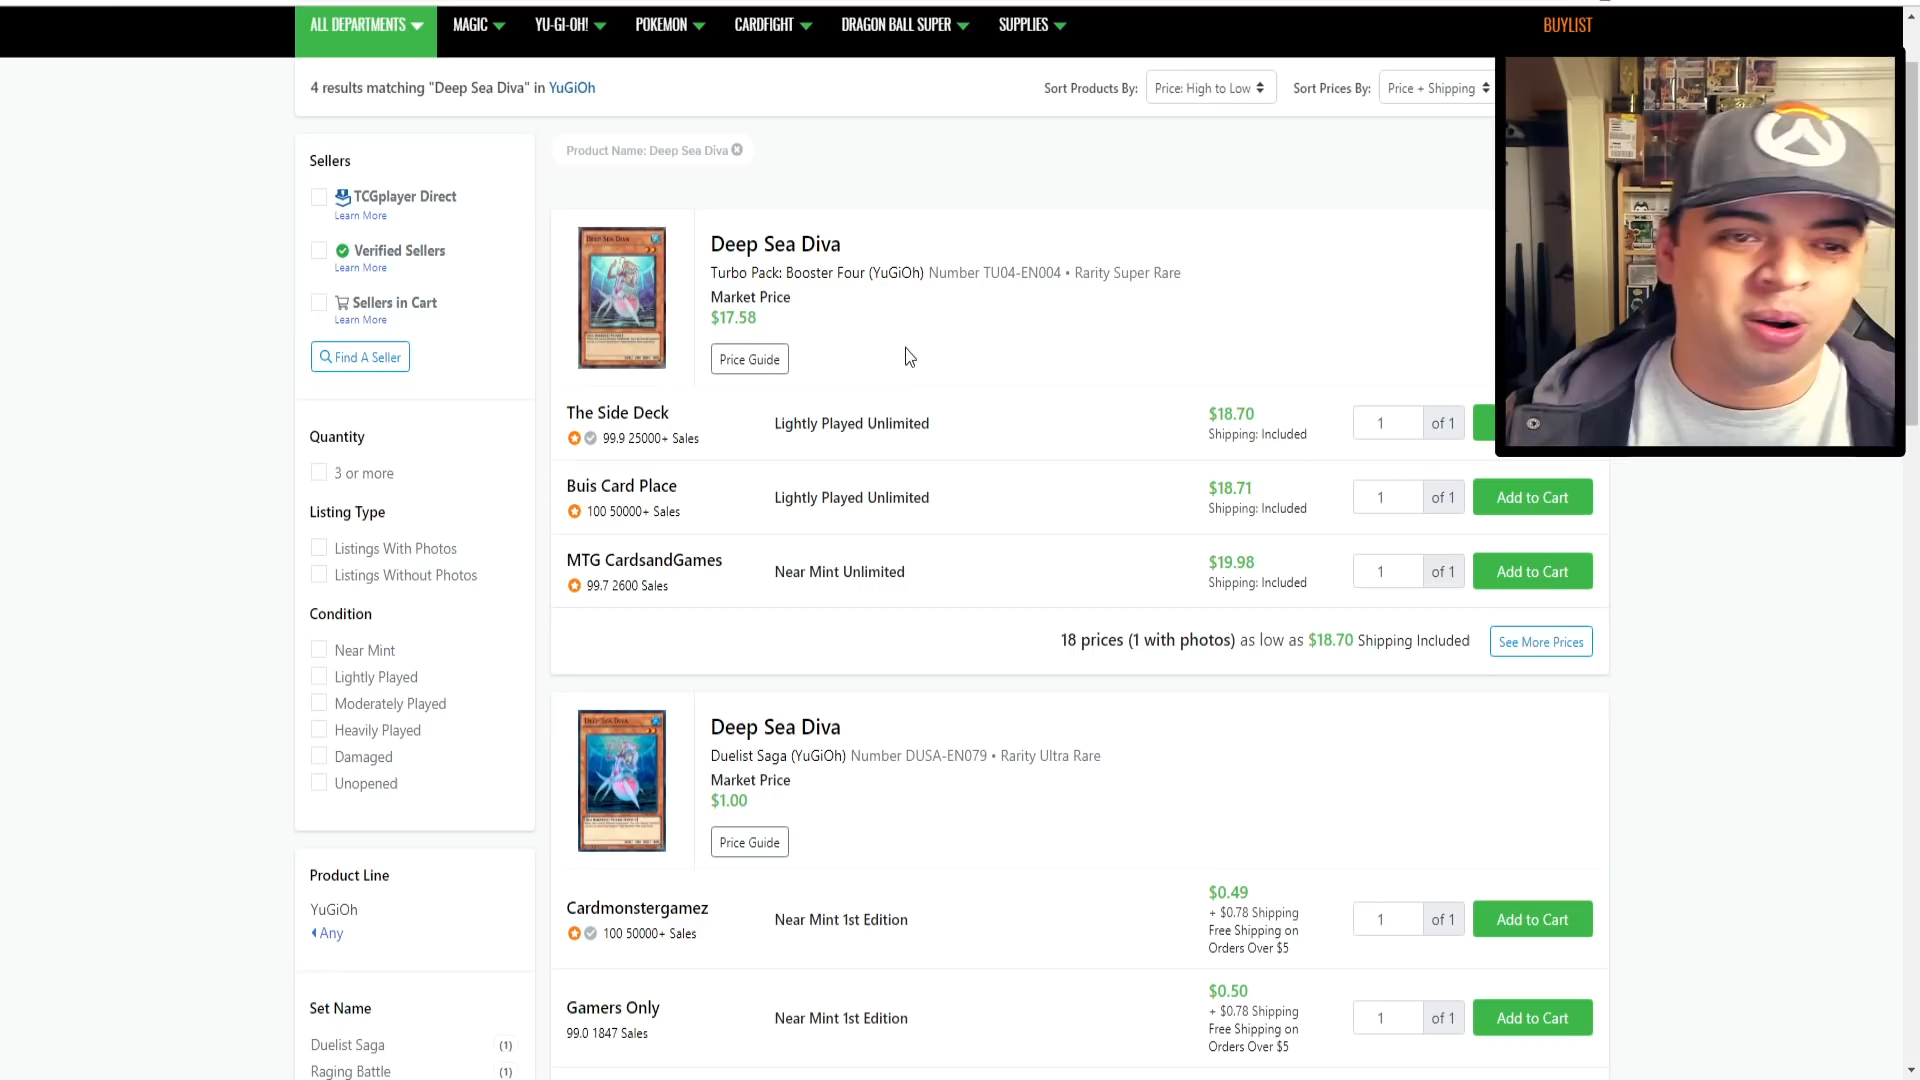 ALL DEPARTMENTS MAGIC YU-GI-OH! POKEMON CARDFIGHT DRAGON BALL SUPER SUPPLIES BUYLIST
4 results matching "Deep Sea Diva" in YuGiOh
Sort Products By: Price: High to Low Sort Prices By: Price + Shipping
Product Name: Deep Sea Diva
Sellers
TCGplayer Direct
Learn More
Verified Sellers
Learn More
Sellers in Cart
Learn More
Find A Seller
Quantity
3 or more
Listing Type
Listings With Photos
Listings Without Photos
Condition
Near Mint
Lightly Played
Moderately Played
Heavily Played
Damaged
Unopened
Product Line
YuGiOh
Any
Set Name
Duelist Saga (1)
Raging Battle (1)
DEEP SEA DIVA
Deep Sea Diva
Turbo Pack: Booster Four (YuGiOh) Number TU04-EN004 • Rarity Super Rare
Market Price
$17.58
Price Guide
The Side Deck
99.9 25000+ Sales
Lightly Played Unlimited
$18.70
Shipping: Included
1 of 1
Buis Card Place
100 50000+ Sales
Lightly Played Unlimited
$18.71
Shipping: Included
1 of 1
Add to Cart
MTG CardsandGames
99.7 2600 Sales
Near Mint Unlimited
$19.98
Shipping: Included
1 of 1
Add to Cart
18 prices (1 with photos) as low as $18.70 Shipping Included
See More Prices
DEEP SEA DIVA
Deep Sea Diva
Duelist Saga (YuGiOh) Number DUSA-EN079 • Rarity Ultra Rare
Market Price
$1.00
Price Guide
Cardmonstergamez
100 50000+ Sales
Near Mint 1st Edition
$0.49
+ $0.78 Shipping
Free Shipping on
Orders Over $5
1 of 1
Add to Cart
Gamers Only
99.0 1847 Sales
Near Mint 1st Edition
$0.50
+ $0.78 Shipping
Free Shipping on
Orders Over $5
1 of 1
Add to Cart